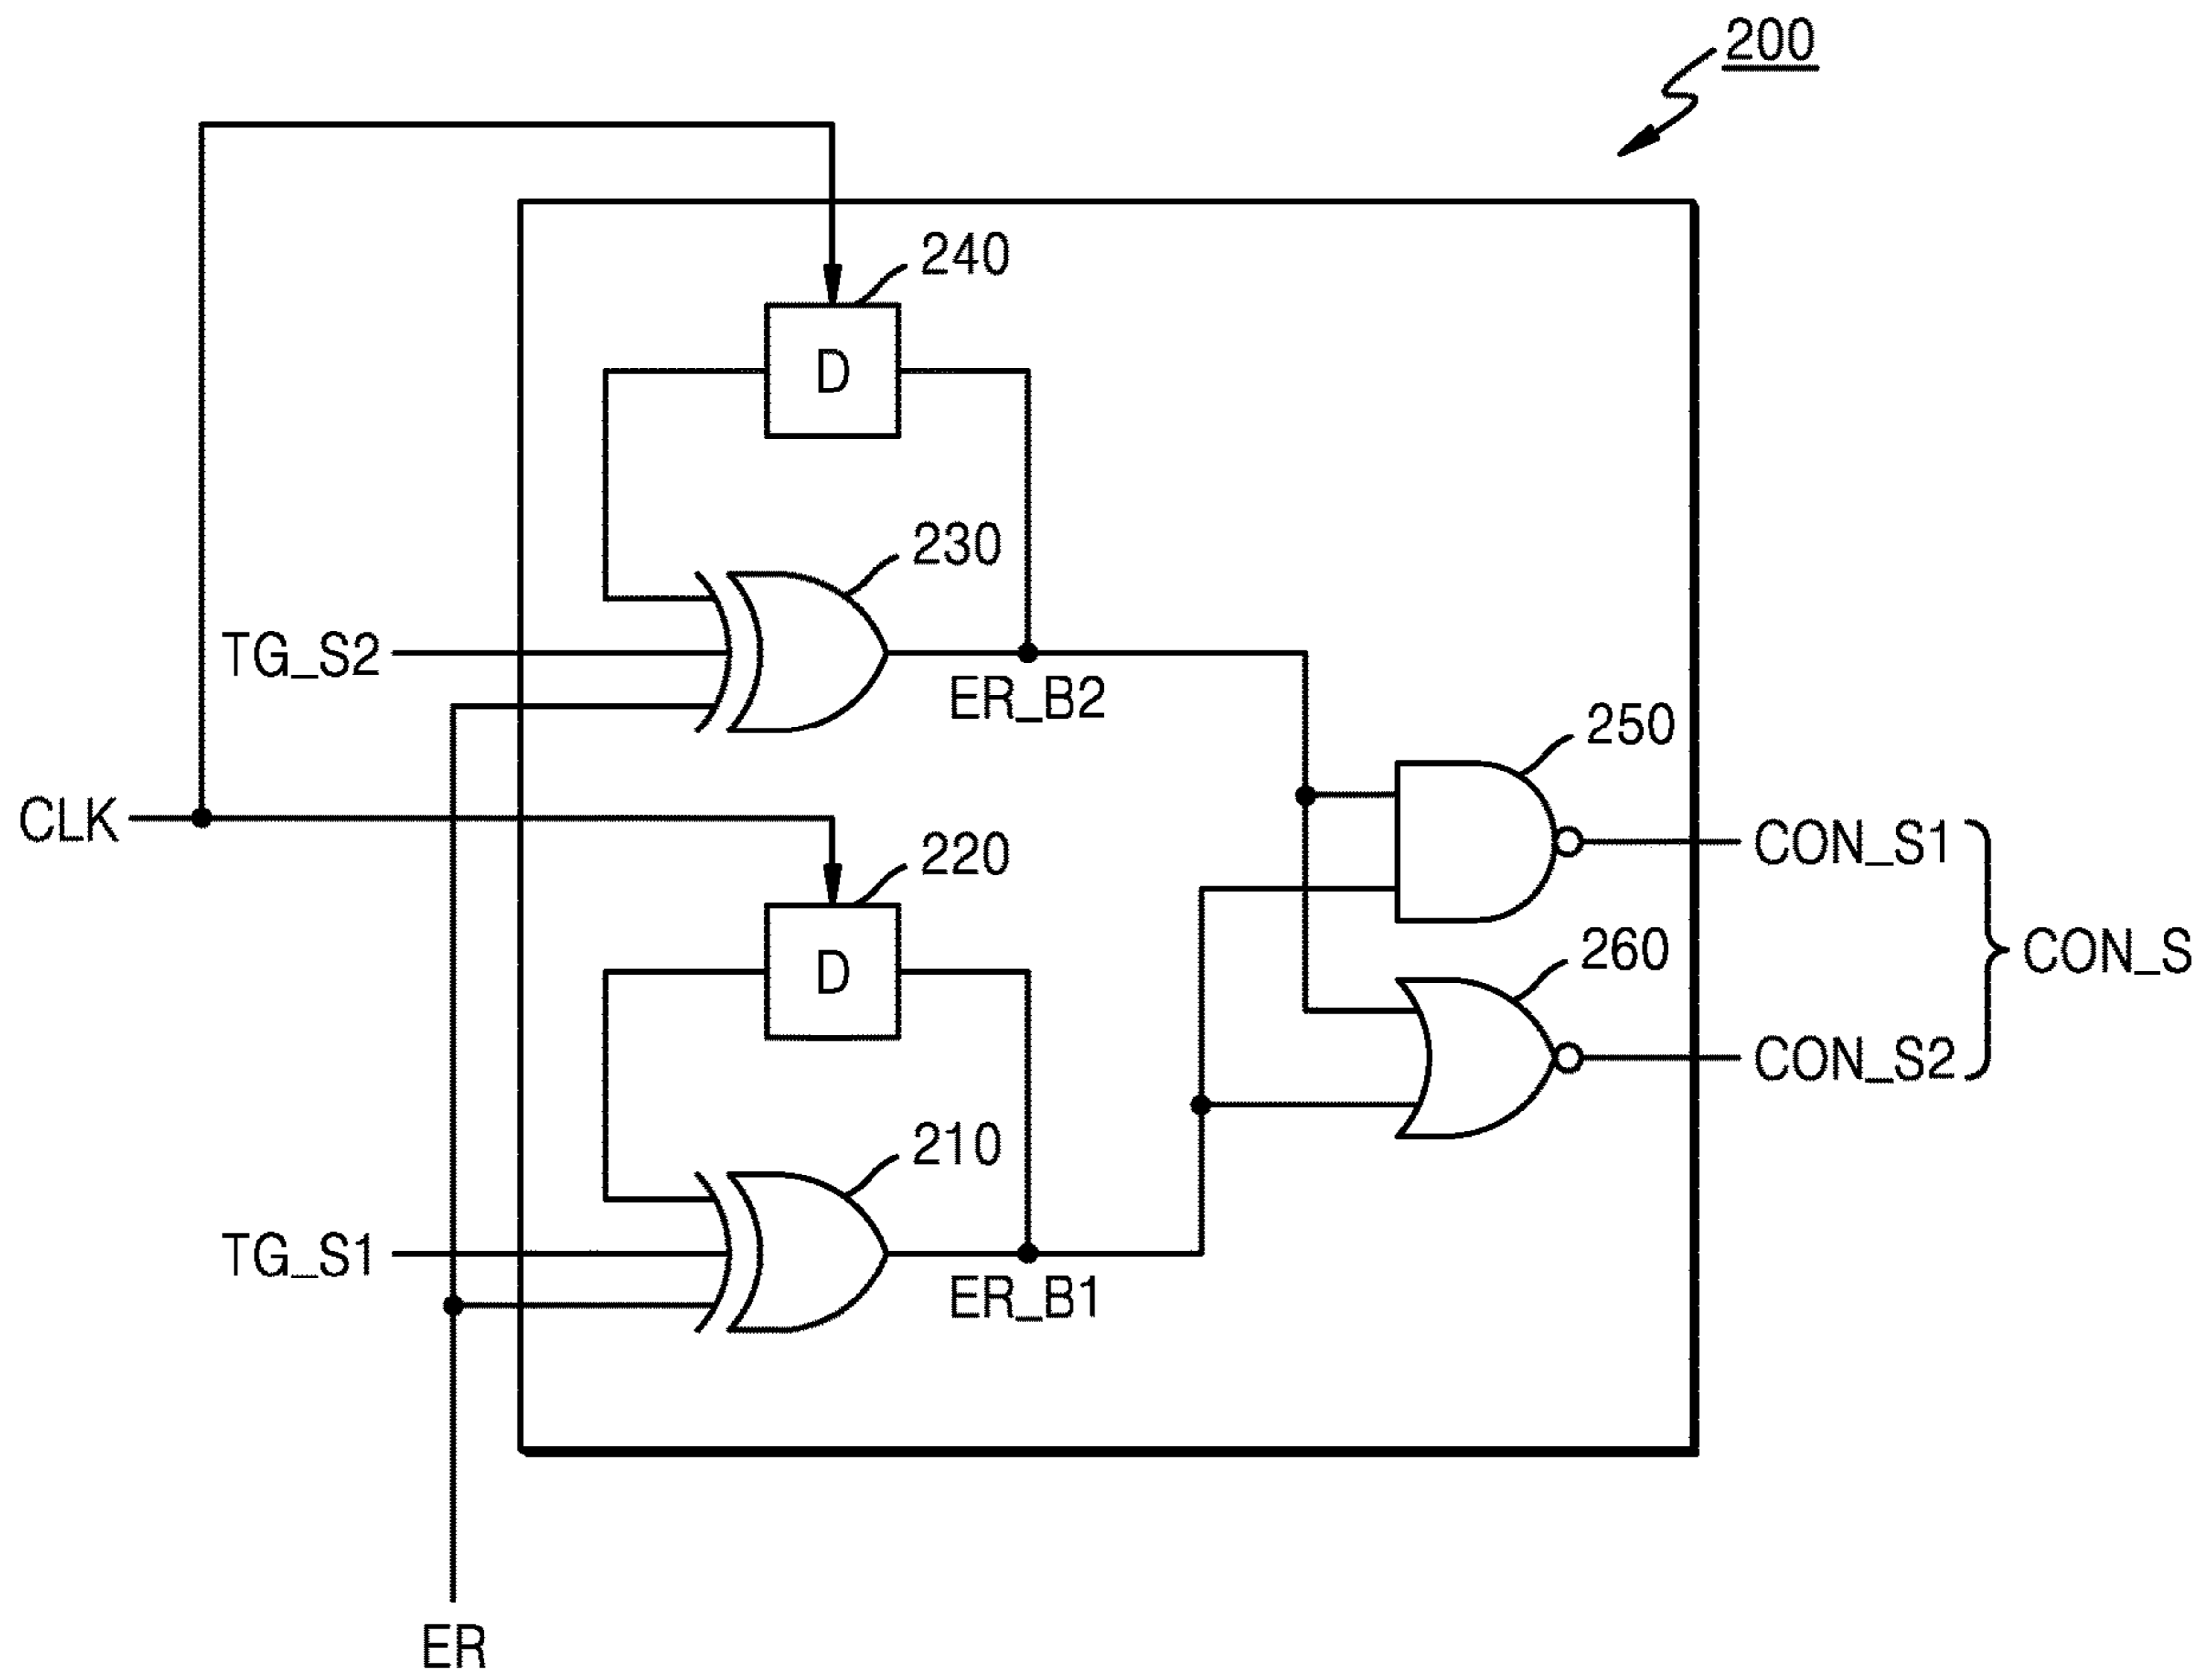 200
240
D
230
TG_S2
ER_B2
250
CLK
220
CON_S1
260
CON_S
D
CON_S2
210
TG_S1
ER_B1
ER